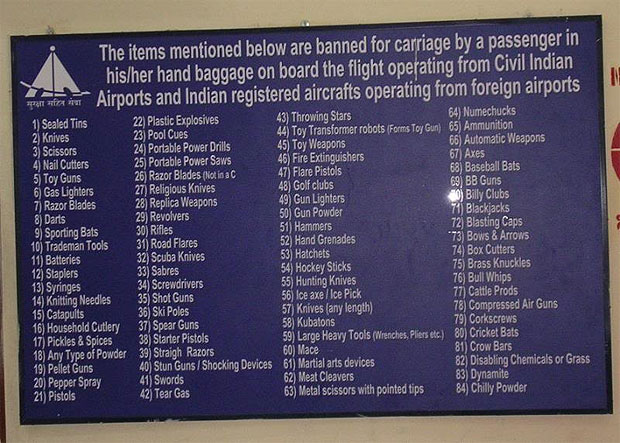 The items mentioned below are banned for carriage by a passenger in
his/her hand baggage on board the flight operating from Civil Indian
Airports and Indian registered aircrafts operating from foreign airports
सुरक्षा सहित सेवा
1) Sealed Tins
2) Knives
3) Scissors
4) Nail Cutters
5) Toy Guns
6) Gas Lighters
7) Razor Blades
8) Darts
9) Sporting Bats
10) Trademan Tools
11) Batteries
12) Staplers
13) Syringes
14) Knitting Needles
15) Catapults
16) Household Cutlery
17) Pickles & Spices
18) Any Type of Powder
19) Pellet Guns
20) Pepper Spray
21) Pistols
22) Plastic Explosives
23) Pool Cues
24) Portable Power Drills
25) Portable Power Saws
26) Razor Blades (Not in a C
27) Religious Knives
28) Replica Weapons
29) Revolvers
30) Rifles
31) Road Flares
32) Scuba Knives
33) Sabres
34) Screwdrivers
35) Shot Guns
36) Ski Poles
37) Spear Guns
38) Starter Pistols
39) Straigh Razors
40) Stun Guns / Shocking Devices
41) Swords
42) Tear Gas
43) Throwing Stars
44) Toy Transformer robots (Forms Toy Gun)
45) Toy Weapons
46) Fire Extinguishers
47) Flare Pistols
48) Golf clubs
49) Gun Lighters
50) Gun Powder
51) Hammers
52) Hand Grenades
53) Hatchets
54) Hockey Sticks
55) Hunting Knives
56) Ice axe / Ice Pick
57) Knives (any length)
58) Kubatons
59) Large Heavy Tools (Wrenches, Pliers etc.)
60) Mace
61) Martial arts devices
62) Meat Cleavers
63) Metal scissors with pointed tips
64) Numechucks
65) Ammunition
66) Automatic Weapons
67) Axes
68) Baseball Bats
69) BB Guns
70) Billy Clubs
71) Blackjacks
72) Blasting Caps
73) Bows & Arrows
74) Box Cutters
75) Brass Knuckles
76) Bull Whips
77) Cattle Prods
78) Compressed Air Guns
79) Corkscrews
80) Cricket Bats
81) Crow Bars
82) Disabling Chemicals or Grass
83) Dynamite
84) Chilly Powder